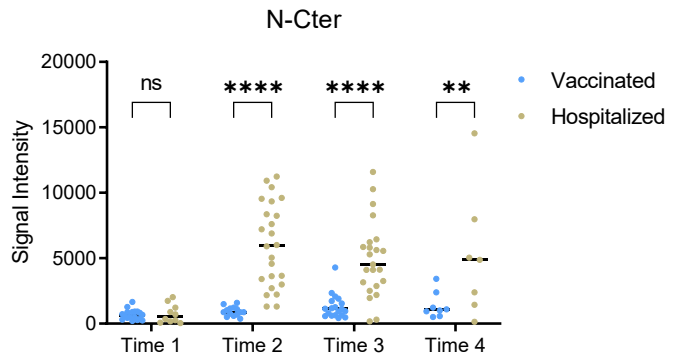 N-Cter
20000
15000
10000
5000
0
Signal Intensity
ns
****
****
**
Vaccinated
Hospitalized
Time 1
Time 2
Time 3
Time 4